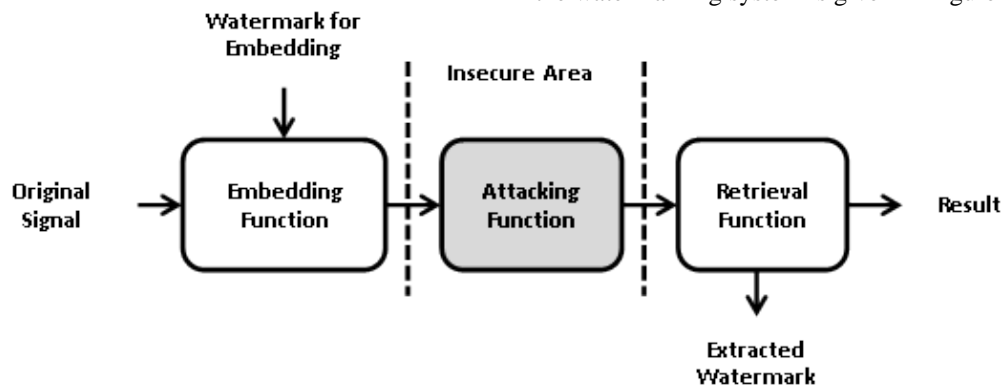 Watermark for
Embedding
Insecure Area
Original
Signal
Embedding
Function
Attacking
Function
Retrieval
Function
Result
Extracted
Watermark